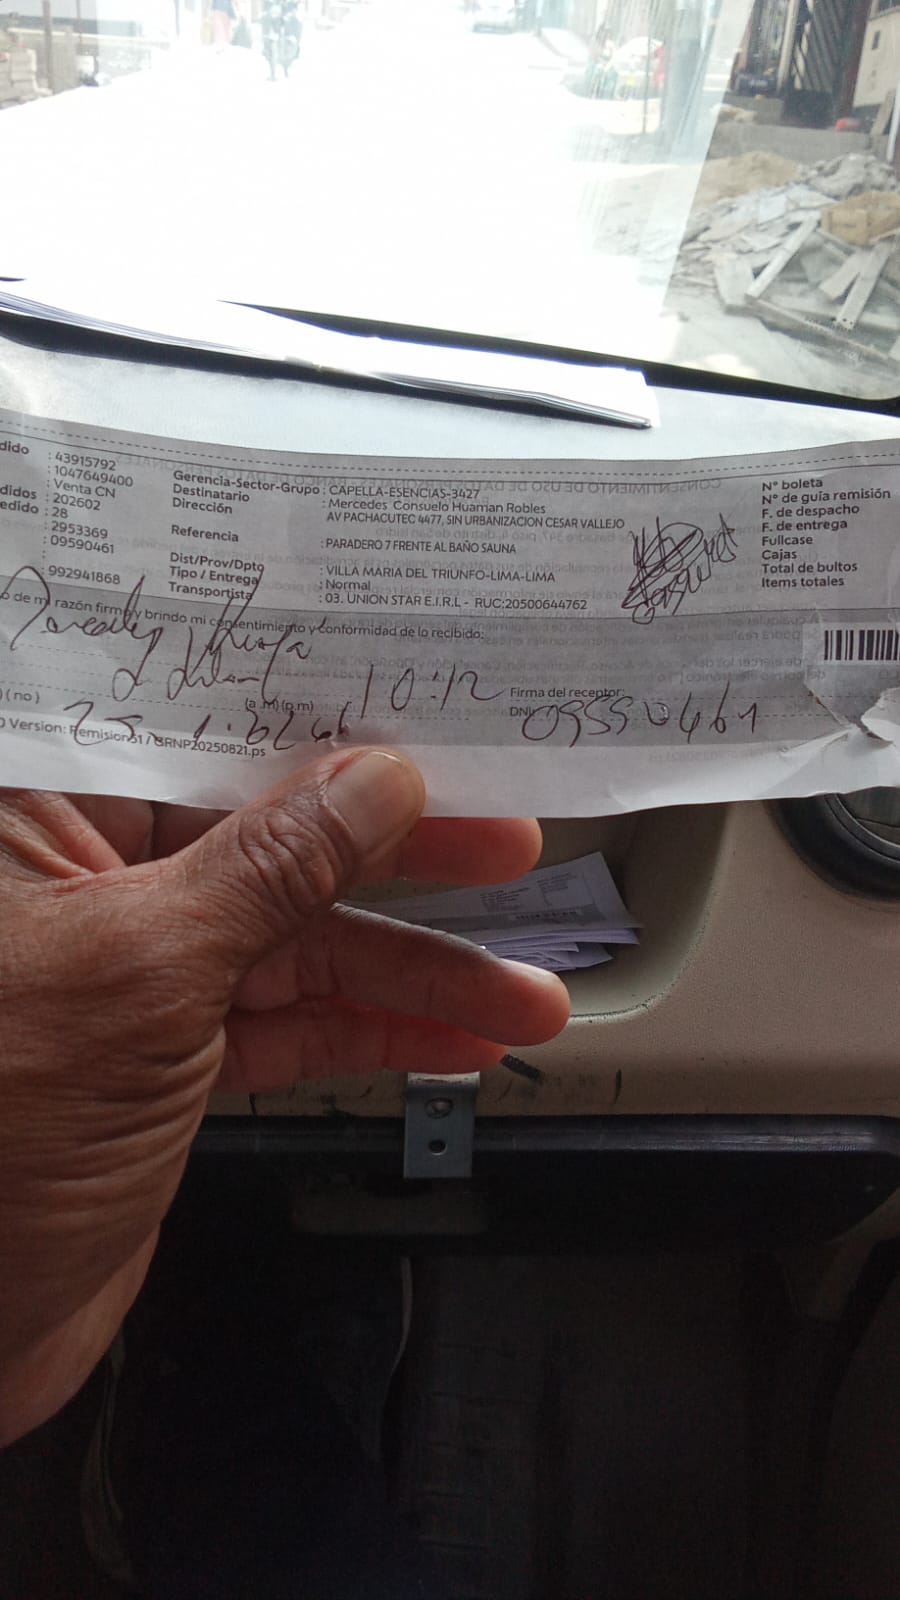 dido : 43915792
: 1047649400
: Venta CN
didos : 202602
edido : 28
: 2953369
: 09590461
:
: 992941868
Gerencia-Sector-Grupo : CAPELLA-ESENCIAS-3427
Destinatario : Mercedes Consuelo Huaman Robles
Dirección AV PACHACUTEC 4477, SIN URBANIZACION CESAR VALLEJO
Referencia : PARADERO 7 FRENTE AL BAÑO SAUNA
Dist/Prov/Dpto : VILLA MARIA DEL TRIUNFO-LIMA-LIMA
Tipo / Entrega : Normal
Transportista : 03. UNION STAR E.I.R.L - RUC:20500644762
N° boleta
N° de guía remisión
F. de despacho
F. de entrega
Fullcase
Cajas
Total de bultos
Items totales
o de mi razón firmo y brindo mi consentimiento y conformidad de lo recibido:
) ( no )
(a .m) (p.m)
10:12
Firma del receptor:
DNI: 09590461
Version: Remision51 / GRNP20250821.ps